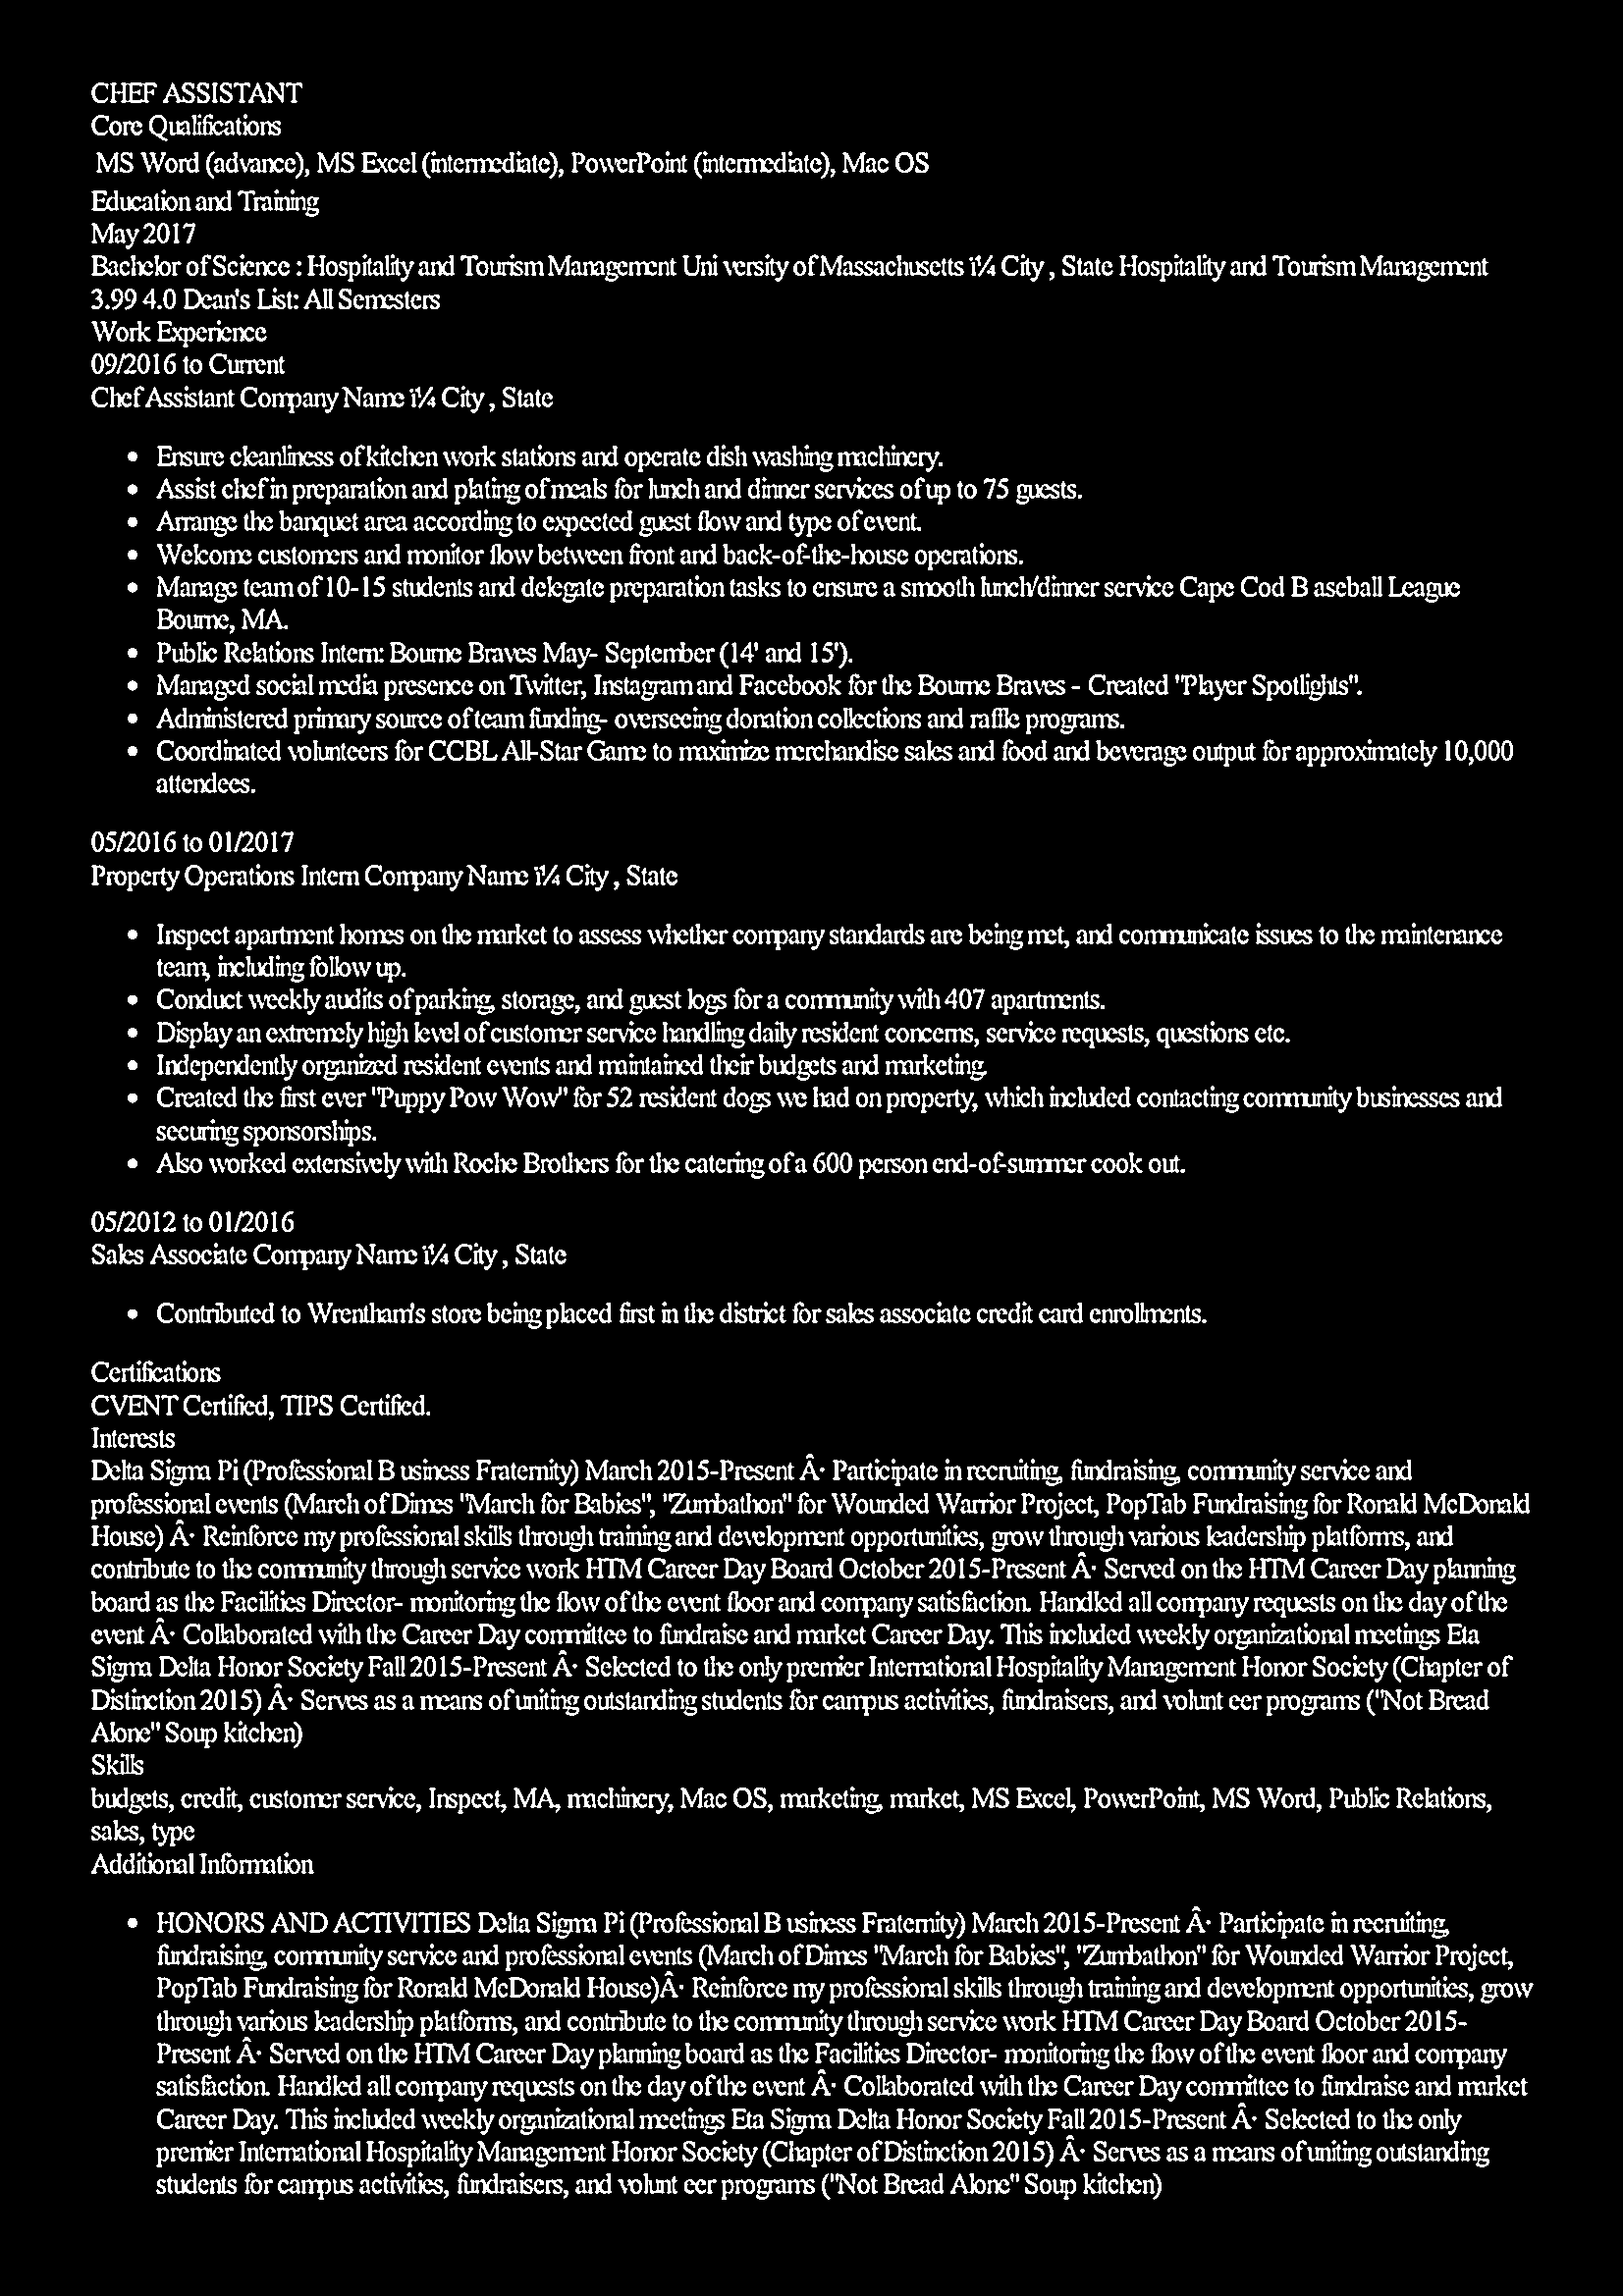 CHEF ASSISTANT
Core Qualifications
MS Word (advance), MS Excel (intermediate), PowerPoint (intermediate), Mac OS
Education and Training
May 2017
Bachelor of Science : Hospitality and Tourism Management Uni versity of Massachusetts ï¼ City , State Hospitality and Tourism Management
3.99 4.0 Dean's List: All Semesters
Work Experience
09/2016 to Current
Chef Assistant Company Name ï¼ City , State
• Ensure cleanliness of kitchen work stations and operate dish washing machinery.
• Assist chef in preparation and plating of meals for lunch and dinner services of up to 75 guests.
• Arrange the banquet area according to expected guest flow and type of event.
• Welcome customers and monitor flow between front and back-of-the-house operations.
• Manage team of 10-15 students and delegate preparation tasks to ensure a smooth lunch/dinner service Cape Cod B aseball League
Bourne, MA.
• Public Relations Intern: Bourne Braves May- September (14' and 15').
• Managed social media presence on Twitter, Instagram and Facebook for the Bourne Braves - Created "Player Spotlights".
• Administered primary source of team funding- overseeing donation collections and raffle programs.
• Coordinated volunteers for CCBL All-Star Game to maximize merchandise sales and food and beverage output for approximately 10,000
attendees.
05/2016 to 01/2017
Property Operations Intern Company Name ï¼ City , State
• Inspect apartment homes on the market to assess whether company standards are being met, and communicate issues to the maintenance
team, including follow up.
• Conduct weekly audits of parking, storage, and guest logs for a community with 407 apartments.
• Display an extremely high level of customer service handling daily resident concerns, service requests, questions etc.
• Independently organized resident events and maintained their budgets and marketing.
• Created the first ever "Puppy Pow Wow" for 52 resident dogs we had on property, which included contacting community businesses and
securing sponsorships.
• Also worked extensively with Roche Brothers for the catering of a 600 person end-of-summer cook out.
05/2012 to 01/2016
Sales Associate Company Name ï¼ City , State
• Contributed to Wrentham's store being placed first in the district for sales associate credit card enrollments.
Certifications
CVENT Certified, TIPS Certified.
Interests
Delta Sigma Pi (Professional B usiness Fraternity) March 2015-Present Â· Participate in recruiting, fundraising, community service and
professional events (March of Dimes "March for Babies", "Zumbathon" for Wounded Warrior Project, PopTab Fundraising for Ronald McDonald
House) Â· Reinforce my professional skills through training and development opportunities, grow through various leadership platforms, and
contribute to the community through service work HTM Career Day Board October 2015-Present Â· Served on the HTM Career Day planning
board as the Facilities Director- monitoring the flow of the event floor and company satisfaction. Handled all company requests on the day of the
event Â· Collaborated with the Career Day committee to fundraise and market Career Day. This included weekly organizational meetings Eta
Sigma Delta Honor Society Fall 2015-Present Â· Selected to the only premier International Hospitality Management Honor Society (Chapter of
Distinction 2015) Â· Serves as a means of uniting outstanding students for campus activities, fundraisers, and volunt eer programs ("Not Bread
Alone" Soup kitchen)
Skills
budgets, credit, customer service, Inspect, MA, machinery, Mac OS, marketing, market, MS Excel, PowerPoint, MS Word, Public Relations,
sales, type
Additional Information
• HONORS AND ACTIVITIES Delta Sigma Pi (Professional B usiness Fraternity) March 2015-Present Â· Participate in recruiting,
fundraising, community service and professional events (March of Dimes "March for Babies", "Zumbathon" for Wounded Warrior Project,
PopTab Fundraising for Ronald McDonald House)Â· Reinforce my professional skills through training and development opportunities, grow
through various leadership platforms, and contribute to the community through service work HTM Career Day Board October 2015-
Present Â· Served on the HTM Career Day planning board as the Facilities Director- monitoring the flow of the event floor and company
satisfaction. Handled all company requests on the day of the event Â· Collaborated with the Career Day committee to fundraise and market
Career Day. This included weekly organizational meetings Eta Sigma Delta Honor Society Fall 2015-Present Â· Selected to the only
premier International Hospitality Management Honor Society (Chapter of Distinction 2015) Â· Serves as a means of uniting outstanding
students for campus activities, fundraisers, and volunt eer programs ("Not Bread Alone" Soup kitchen)